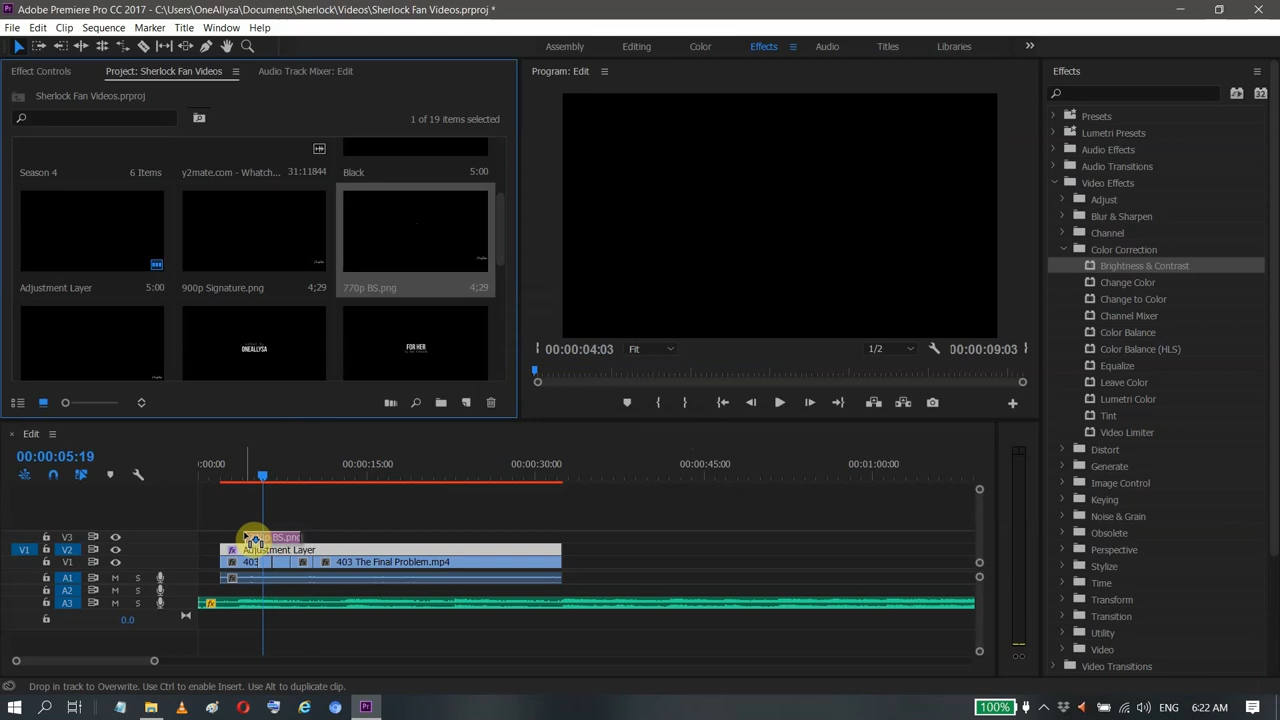 Adobe Premiere Pro CC 2017 - C:\Users\OneAllysa\Documents\Sherlock\Videos\Sherlock Fan Videos.prproj *
File Edit Clip Sequence Marker Title Window Help
Assembly Editing Color Effects Audio Titles Libraries
Effect Controls Project: Sherlock Fan Videos Audio Track Mixer: Edit
Sherlock Fan Videos.prproj
1 of 19 items selected
Season 4 6 Items y2mate.com - Whatch... 31:11844 Black 5:00
Adjustment Layer 5:00 900p Signature.png 4;29 770p BS.png 4;29
ONEALLYSA
FOR HER
Program: Edit
00:00:04:03 Fit 1/2 00:00:09:03
Effects
32
Presets
Lumetri Presets
Audio Effects
Audio Transitions
Video Effects
Adjust
Blur & Sharpen
Channel
Color Correction
Brightness & Contrast
Change Color
Change to Color
Channel Mixer
Color Balance
Color Balance (HLS)
Equalize
Leave Color
Lumetri Color
Tint
Video Limiter
Distort
Generate
Image Control
Keying
Noise & Grain
Obsolete
Perspective
Stylize
Time
Transform
Transition
Utility
Video
Video Transitions
Edit
00:00:05:19
:00:00 00:00:15:00 00:00:30:00 00:00:45:00 00:01:00:00
V3 BS.png
V1 V2 fx Adjustment Layer
V1 403 403 The Final Problem.mp4
A1 M S
A2 M S
A3 M S
0.0
Drop in track to Overwrite. Use Ctrl to enable Insert. Use Alt to duplicate clip.
100% 6:22 AM